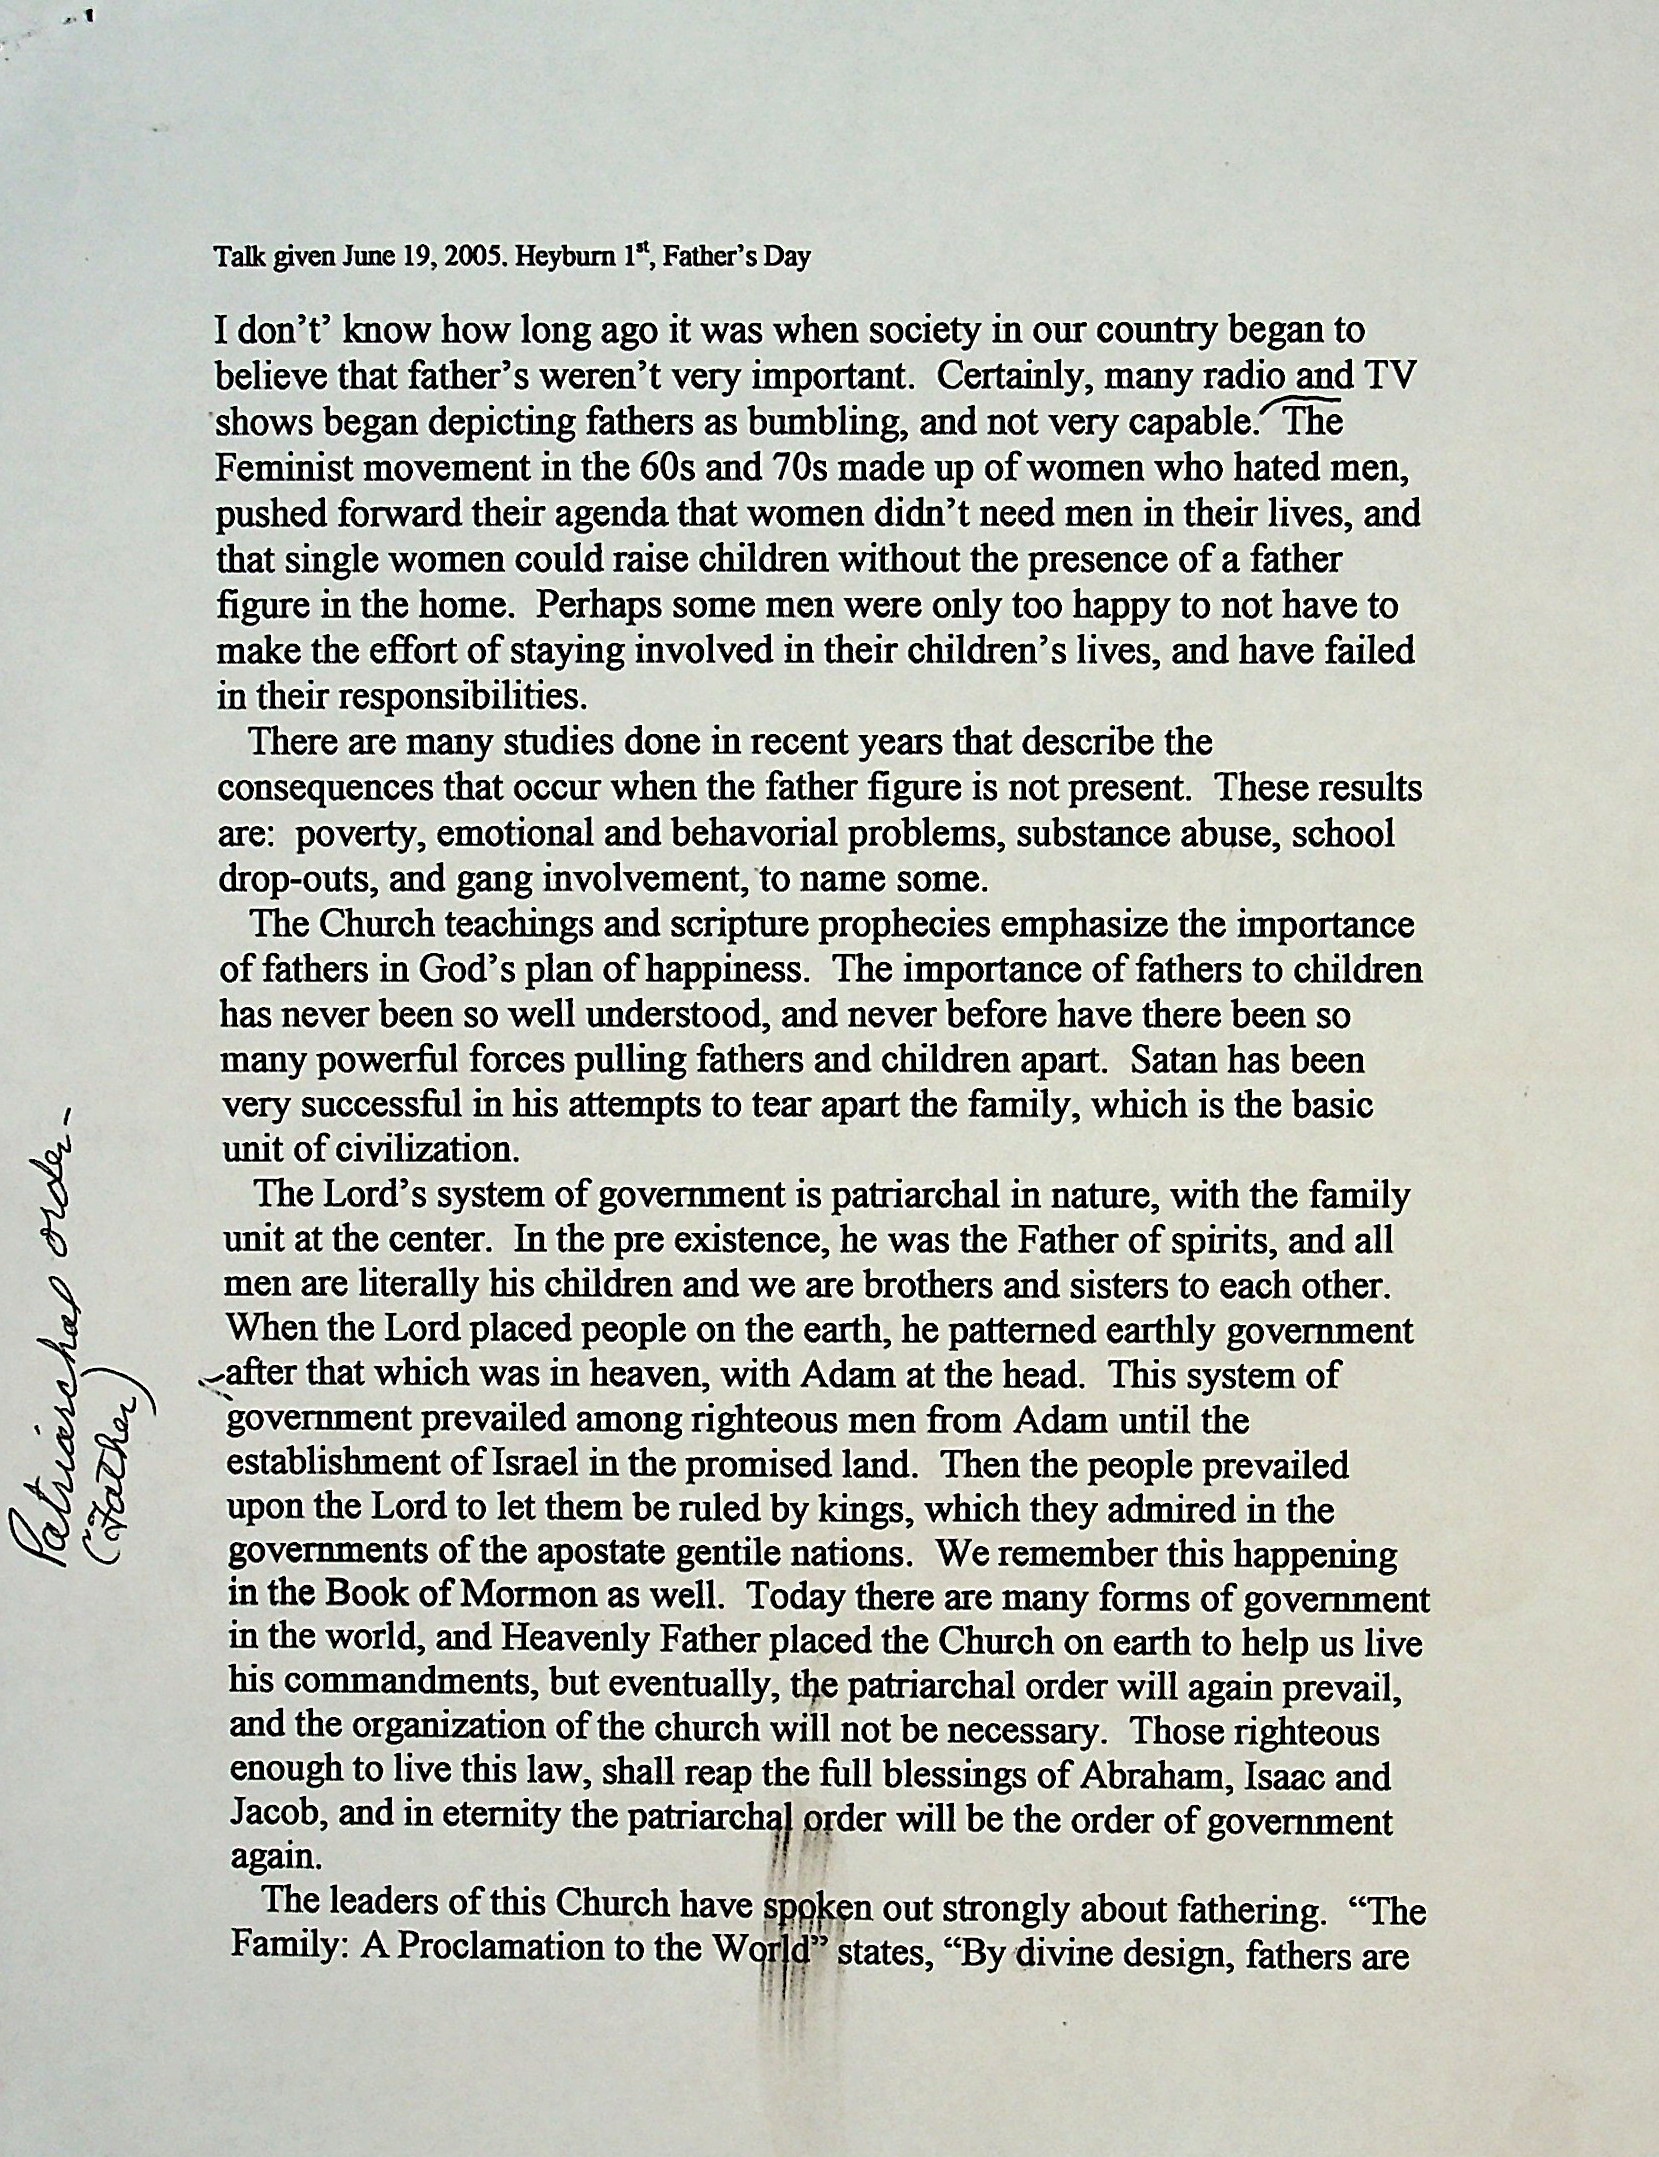 Talk given June 19, 2005. Heyburn 1st, Father's Day
I don't' know how long ago it was when society in our country began to
believe that father's weren't very important.  Certainly, many radio and TV
shows began depicting fathers as bumbling, and not very capable.  The
Feminist movement in the 60s and 70s made up of women who hated men,
pushed forward their agenda that women didn't need men in their lives, and
that single women could raise children without the presence of a father
figure in the home.  Perhaps some men were only too happy to not have to
make the effort of staying involved in their children's lives, and have failed
in their responsibilities.
There are many studies done in recent years that describe the
consequences that occur when the father figure is not present.  These results
are:  poverty, emotional and behavorial problems, substance abuse, school
drop-outs, and gang involvement, to name some.
The Church teachings and scripture prophecies emphasize the importance
of fathers in God's plan of happiness.  The importance of fathers to children
has never been so well understood, and never before have there been so
many powerful forces pulling fathers and children apart.  Satan has been
very successful in his attempts to tear apart the family, which is the basic
unit of civilization.
The Lord's system of government is patriarchal in nature, with the family
unit at the center.  In the pre existence, he was the Father of spirits, and all
men are literally his children and we are brothers and sisters to each other.
When the Lord placed people on the earth, he patterned earthly government
after that which was in heaven, with Adam at the head.  This system of
government prevailed among righteous men from Adam until the
establishment of Israel in the promised land.  Then the people prevailed
upon the Lord to let them be ruled by kings, which they admired in the
governments of the apostate gentile nations.  We remember this happening
in the Book of Mormon as well.  Today there are many forms of government
in the world, and Heavenly Father placed the Church on earth to help us live
his commandments, but eventually, the patriarchal order will again prevail,
and the organization of the church will not be necessary.  Those righteous
enough to live this law, shall reap the full blessings of Abraham, Isaac and
Jacob, and in eternity the patriarchal order will be the order of government
again.
The leaders of this Church have spoken out strongly about fathering.  "The
Family: A Proclamation to the World" states, "By divine design, fathers are
Patriarchal order-
("Father)